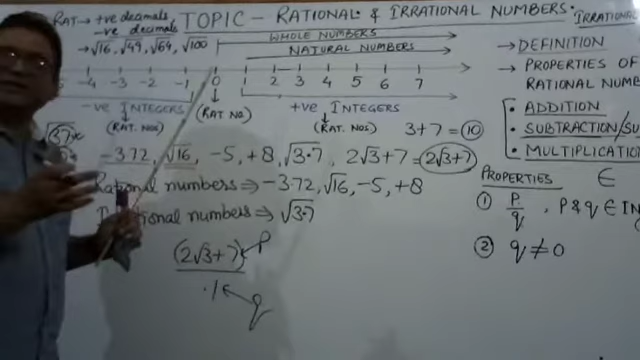 RAT → +ve decimals TOPIC - RATIONAL & IRRATIONAL NUMBERS
-ve decimals
→ √16, √49, √64, √100
WHOLE NUMBERS
NATURAL NUMBERS
→ DEFINITION
→ PROPERTIES OF
RATIONAL NUMBER
-4 -3 -2 -1 0 2 3 4 5 6 7
-ve INTEGERS (RAT NO) +ve INTEGERS
(RAT. NOS) (RAT. NOS) 3+7=10
• ADDITION
• SUBTRACTION/SU
• MULTIPLICATI
-3.72, √16, -5, +8, √3.7, 2√3+7=2√3+7
Rational numbers ⇒ -3.72, √16, -5, +8
numbers ⇒ √3.7
PROPERTIES ∈
① P/q, P & q ∈ IN
② q ≠ 0
(2√3+7) ← P
1 ← q